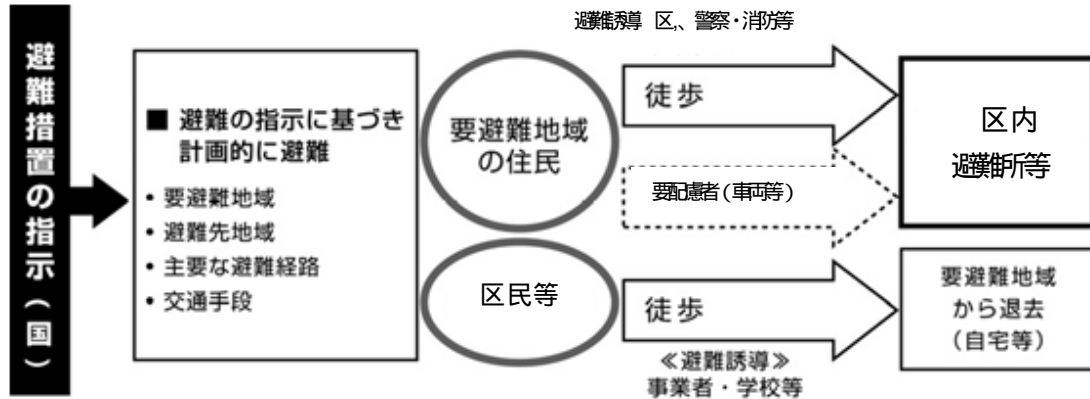 避難措置の指示(国)
■ 避難の指示に基づき
計画的に避難
• 要避難地域
• 避難先地域
• 主要な避難経路
• 交通手段
要避難地域
の住民
区民等
避難誘導 区、警察・消防等
徒歩
要配慮者(車両等)
徒歩
≪避難誘導≫
事業者・学校等
区内
避難所等
要避難地域
から退去
(自宅等)